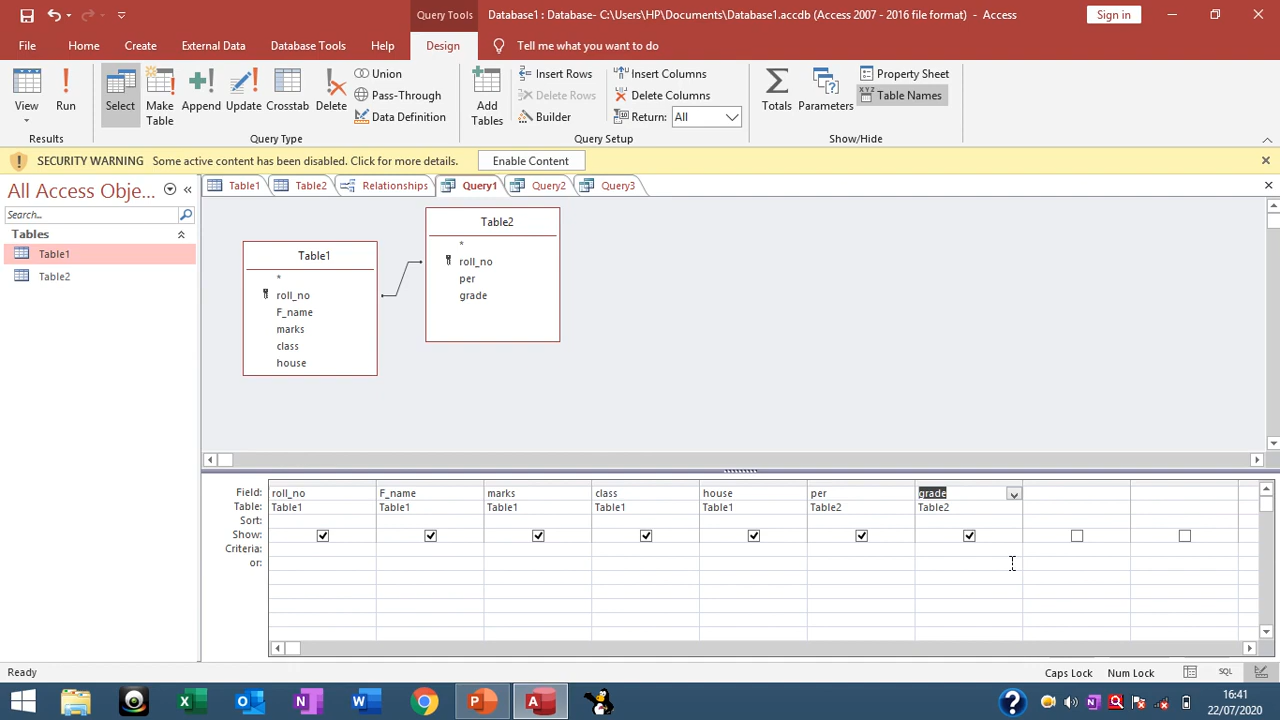 Query Tools
Database1 : Database- C:\Users\HP\Documents\Database1.accdb (Access 2007 - 2016 file format) - Access
Sign in
File Home Create External Data Database Tools Help Design Tell me what you want to do
View
Run
Results
Select
Make Table
Append
Update
Crosstab
Delete
Union
Pass-Through
Data Definition
Query Type
Add Tables
Insert Rows
Delete Rows
Builder
Insert Columns
Delete Columns
Return: All
Query Setup
Totals
Parameters
Property Sheet
Table Names
Show/Hide
SECURITY WARNING Some active content has been disabled. Click for more details. Enable Content
All Access Obje...
Search...
Tables
Table1
Table2
Table1 Table2 Relationships Query1 Query2 Query3
Table1
*
roll_no
F_name
marks
class
house
Table2
*
roll_no
per
grade
Field: roll_no F_name marks class house per grade
Table: Table1 Table1 Table1 Table1 Table1 Table2 Table2
Sort:
Show:
Criteria:
or:
Ready
Caps Lock Num Lock SQL
16:41
22/07/2020